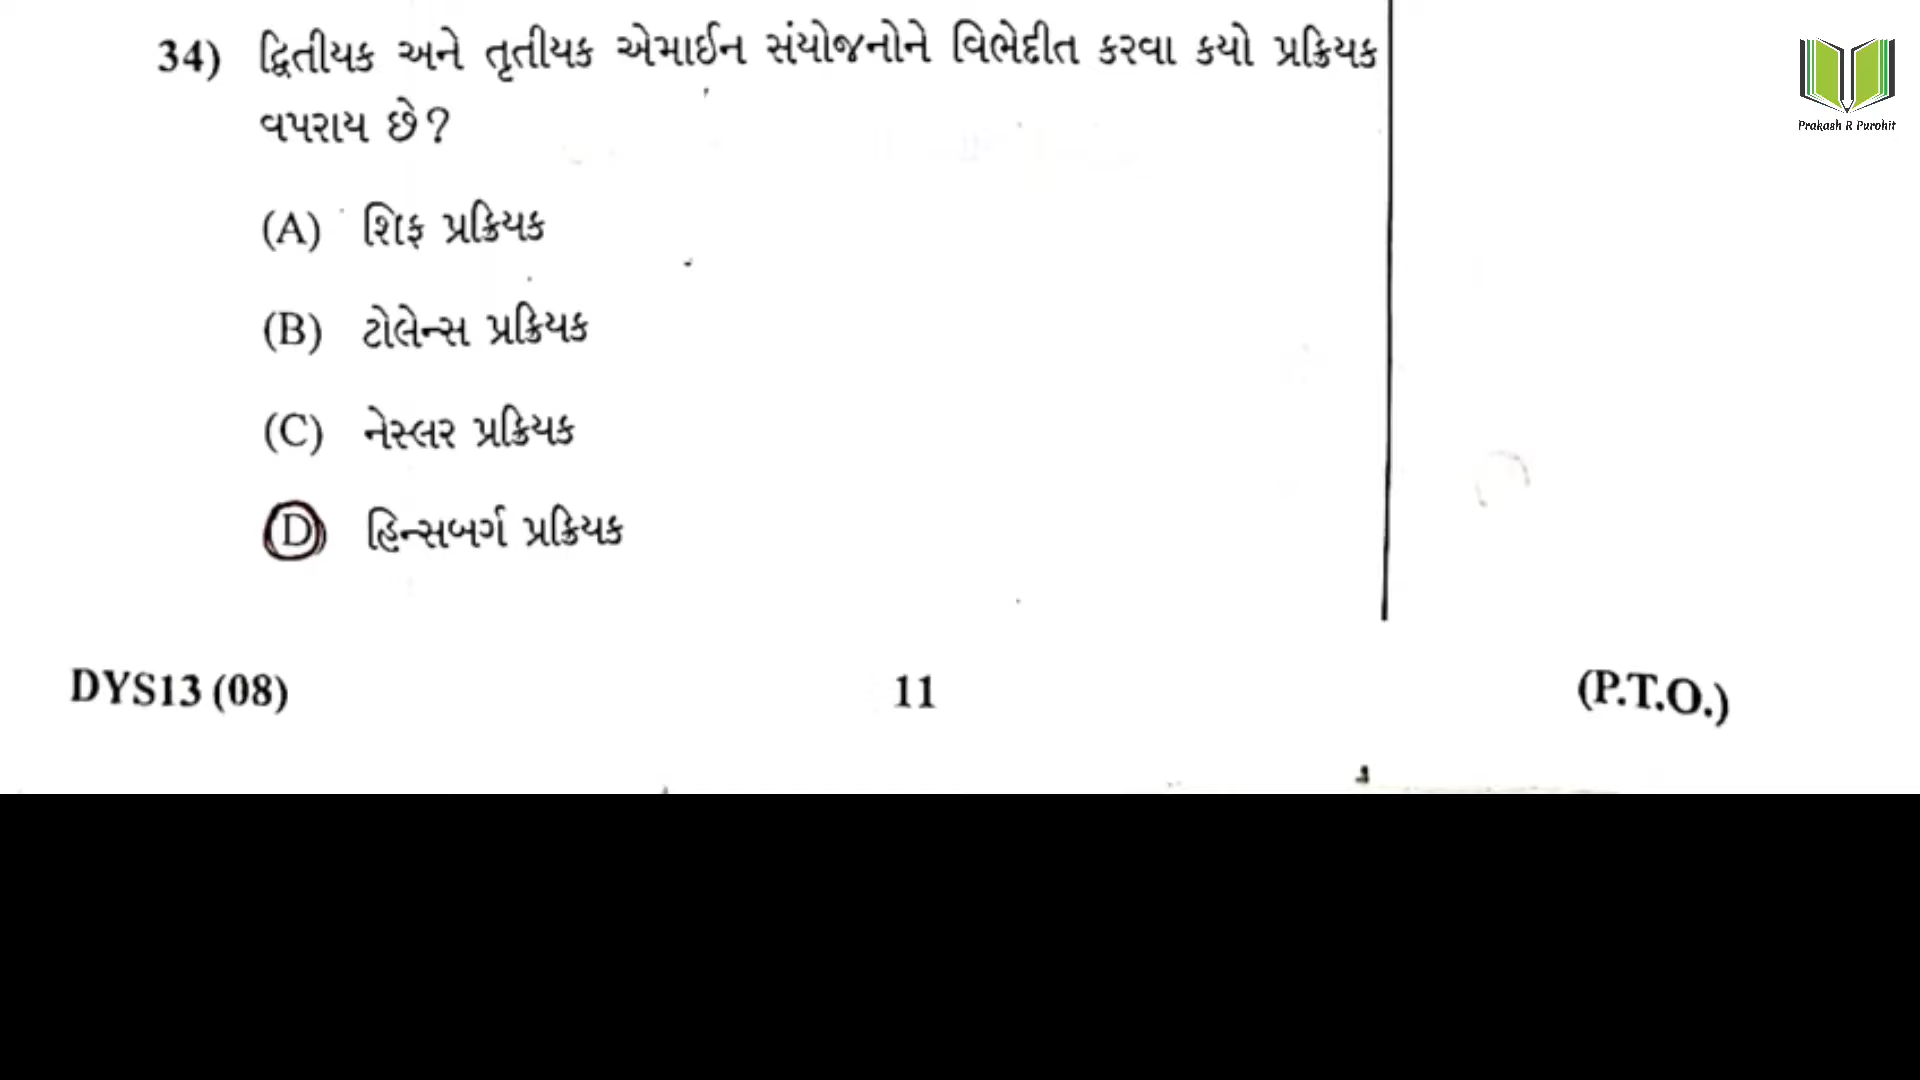 34) દ્વિતીયક અને તૃતીયક એમાઈન સંયોજનોને વિભેદીત કરવા કયો પ્રક્રિયક
વપરાય છે?
(A) શિફ પ્રક્રિયક
(B) ટોલેન્સ પ્રક્રિયક
(C) નેસ્લર પ્રક્રિયક
(D) હિન્સબર્ગ પ્રક્રિયક
DYS13 (08) 11 (P.T.O.)
Prakash R Purohit